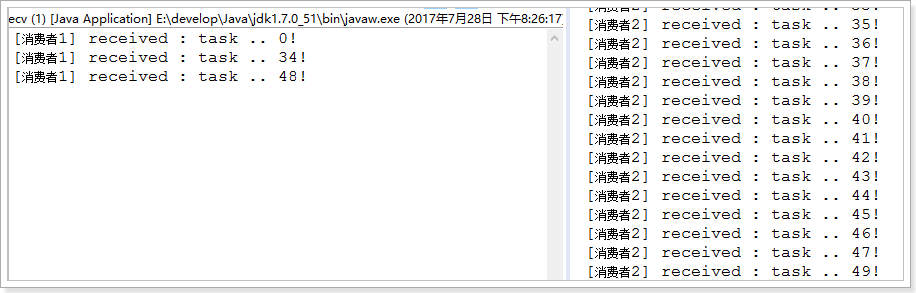 ecv (1) [Java Application] E:\develop\Java\jdk1.7.0_51\bin\javaw.exe (2017年7月28日 下午8:26:17)
[消费者1] received : task .. 0!
[消费者1] received : task .. 34!
[消费者1] received : task .. 48!
[消费者2] received : task .. 35!
[消费者2] received : task .. 36!
[消费者2] received : task .. 37!
[消费者2] received : task .. 38!
[消费者2] received : task .. 39!
[消费者2] received : task .. 40!
[消费者2] received : task .. 41!
[消费者2] received : task .. 42!
[消费者2] received : task .. 43!
[消费者2] received : task .. 44!
[消费者2] received : task .. 45!
[消费者2] received : task .. 46!
[消费者2] received : task .. 47!
[消费者2] received : task .. 49!